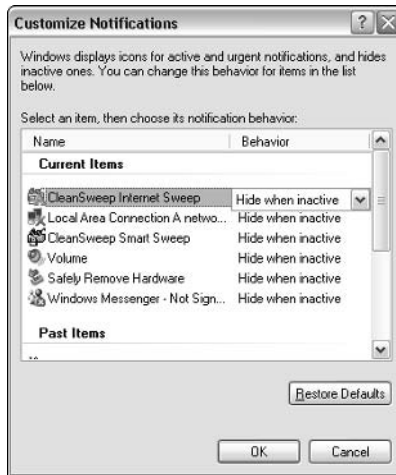 Customize Notifications
Windows displays icons for active and urgent notifications, and hides
inactive ones. You can change this behavior for items in the list
below.
Select an item, then choose its notification behavior:
Name Behavior
Current Items
CleanSweep Internet Sweep Hide when inactive
Local Area Connection A netwo... Hide when inactive
CleanSweep Smart Sweep Hide when inactive
Volume Hide when inactive
Safely Remove Hardware Hide when inactive
Windows Messenger - Not Sign... Hide when inactive
Past Items
Restore Defaults
OK Cancel